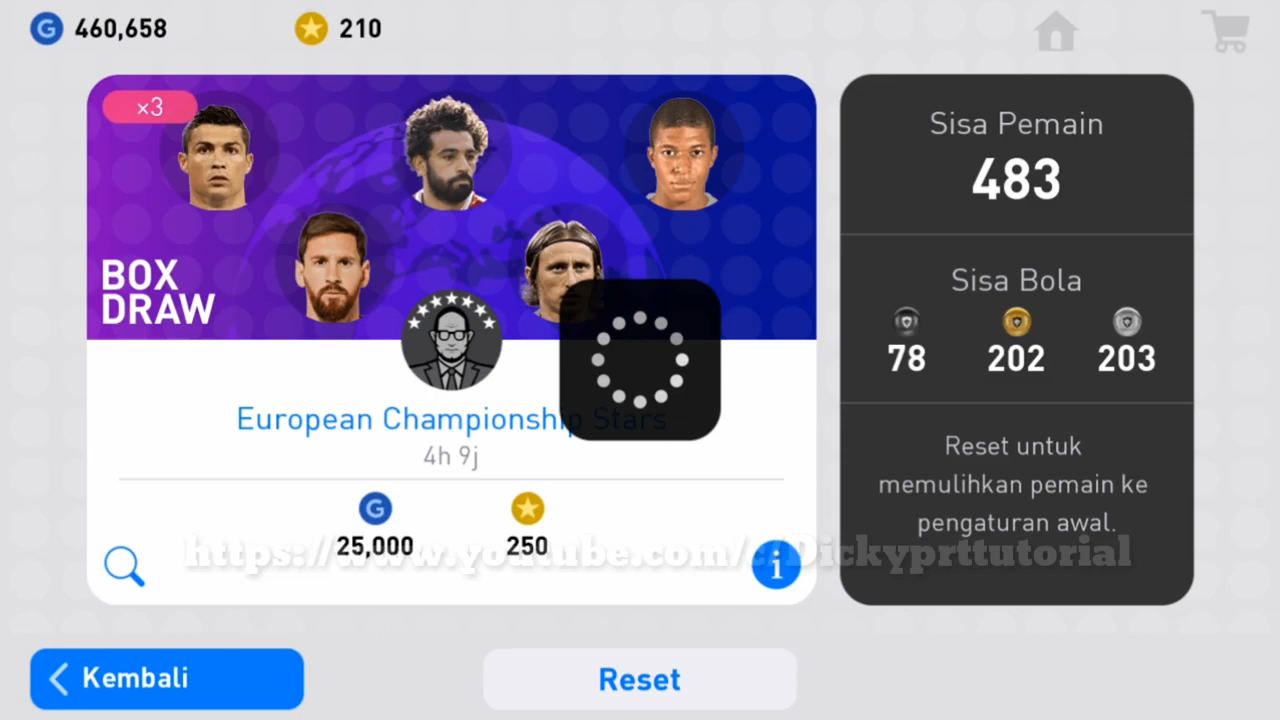 460,658
210
×3
BOX
DRAW
European Championship Stars
4h 9j
25,000
250
Sisa Pemain
483
Sisa Bola
78 202 203
Reset untuk
memulihkan pemain ke
pengaturan awal.
https://www.youtube.com/c/Dickyprttutorial
Kembali
Reset